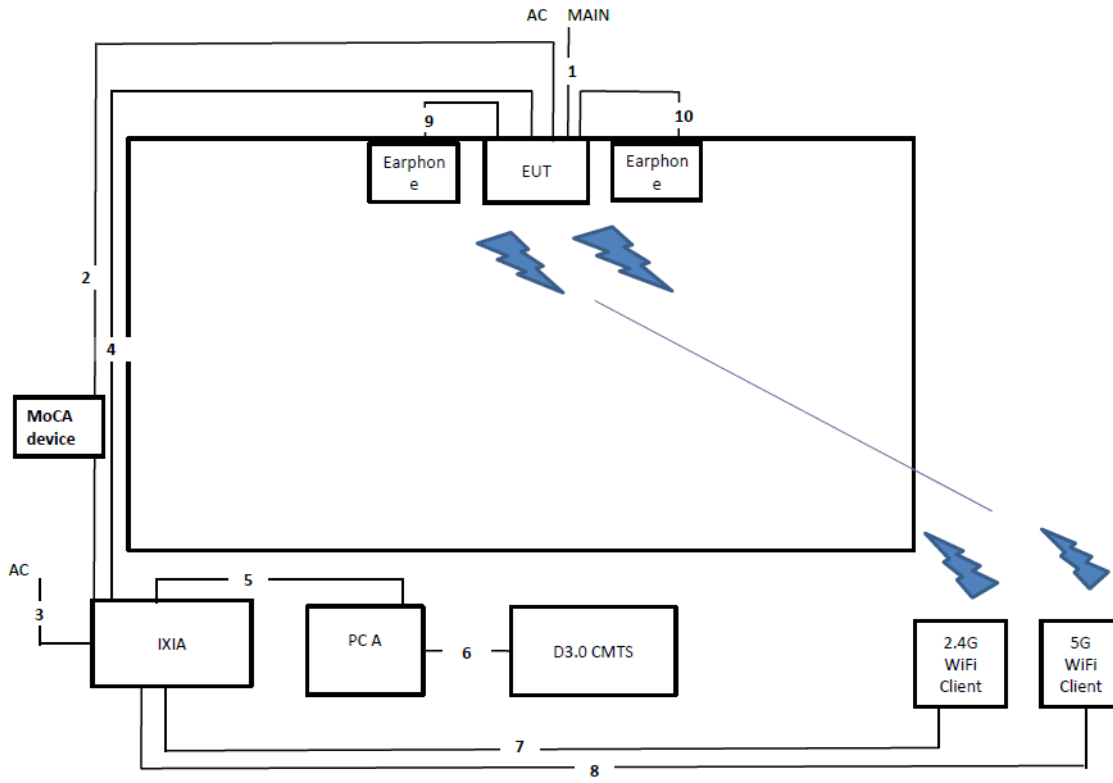 AC MAIN
1
9
10
Earphon
e
EUT
Earphon
e
2
4
MoCA
device
AC
3
5
IXIA
PC A
6
D3.0 CMTS
2.4G
WiFi
Client
5G
WiFi
Client
7
8